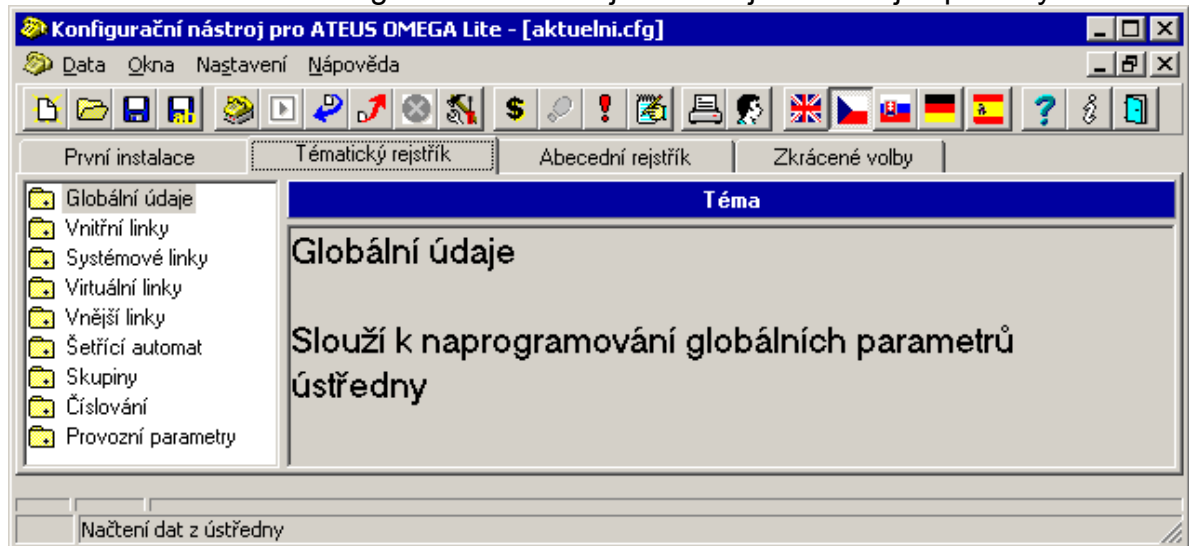 Konfigurační nástroj pro ATEUS OMEGA Lite - [aktuelni.cfg]
Data Okna Nastavení Nápověda
První instalace Tématický rejstřík Abecední rejstřík Zkrácené volby
Globální údaje
Vnitřní linky
Systémové linky
Virtuální linky
Vnější linky
Šetřící automat
Skupiny
Číslování
Provozní parametry
Téma
Globální údaje
Slouží k naprogramování globálních parametrů
ústředny
Načtení dat z ústředny